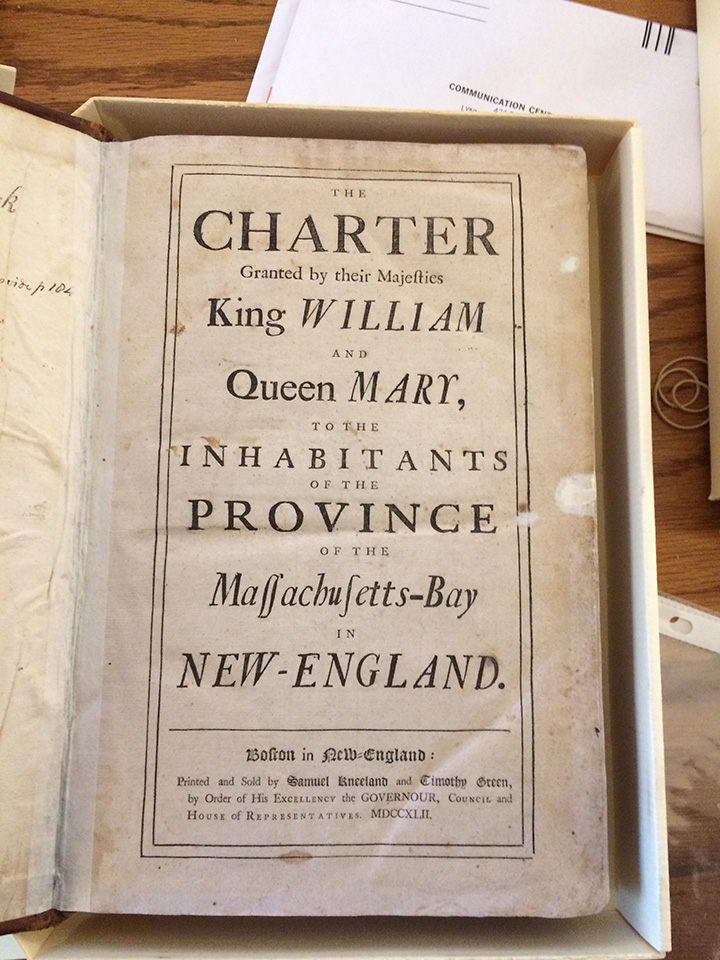 COMMUNICATION
k
p 104
THE
CHARTER
Granted by their Majeſties
King WILLIAM
AND
Queen MARY,
TO THE
INHABITANTS
OF THE
PROVINCE
OF THE
Maſſachuſetts-Bay
IN
NEW-ENGLAND.
Boſton in New-England:
Printed and Sold by Samuel Kneeland and Timothy Green,
by Order of His EXCELLENCY the GOVERNOUR, COUNCIL and
HOUSE of REPRESENTATIVES. MDCCXLII.